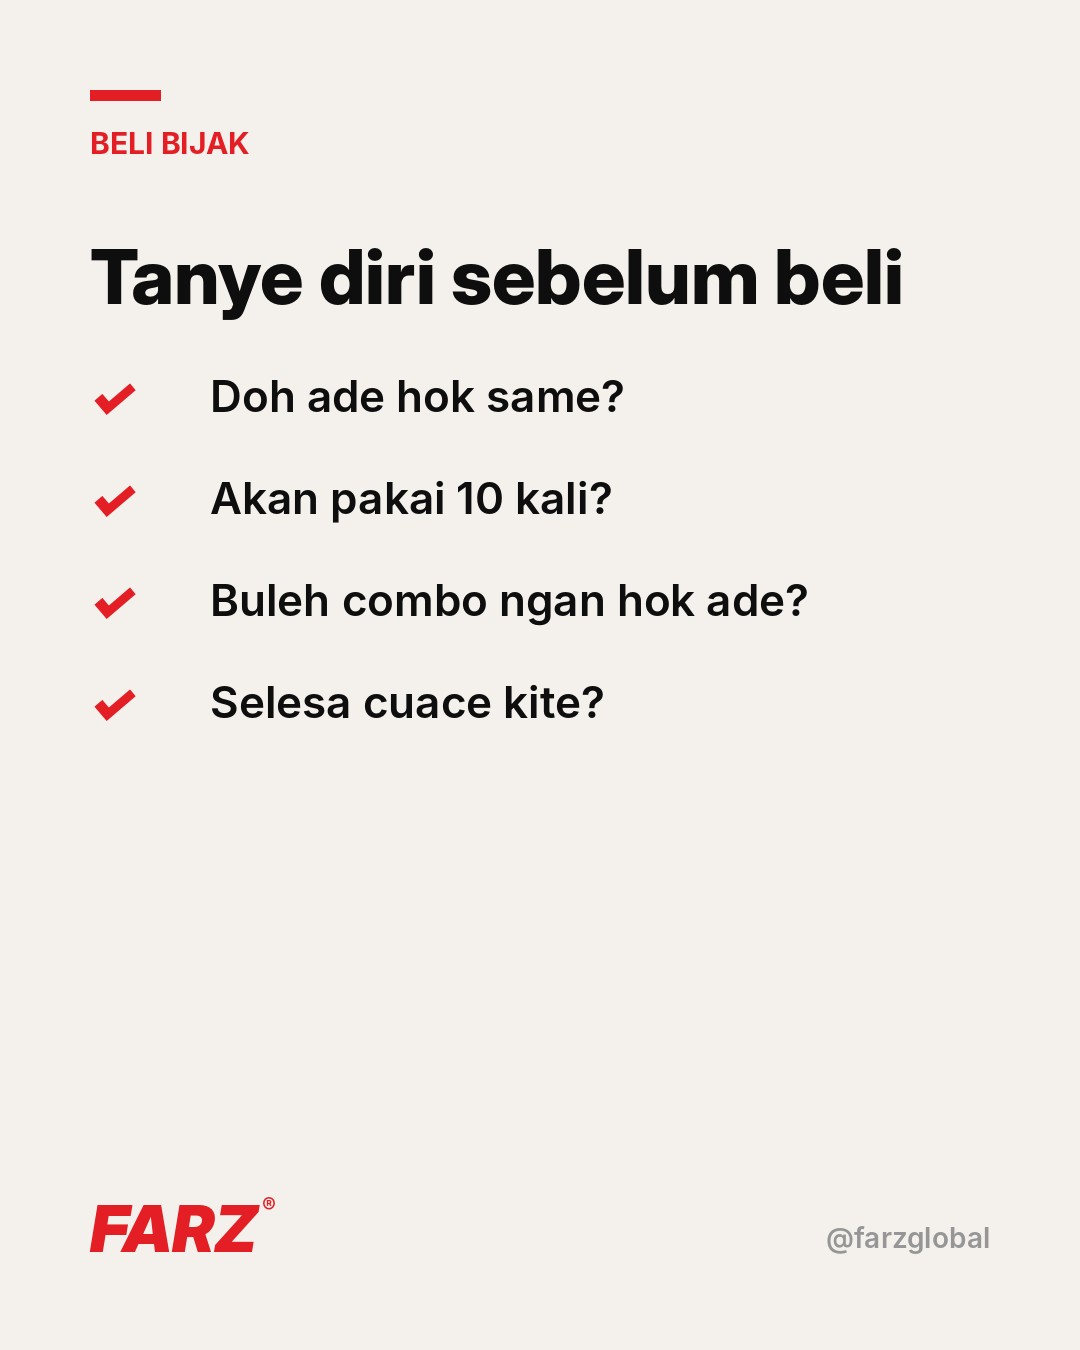 BELI BIJAK
Tanye diri sebelum beli
Doh ade hok same?
Akan pakai 10 kali?
Buleh combo ngan hok ade?
Selesa cuace kite?
FARZ®
@farzglobal